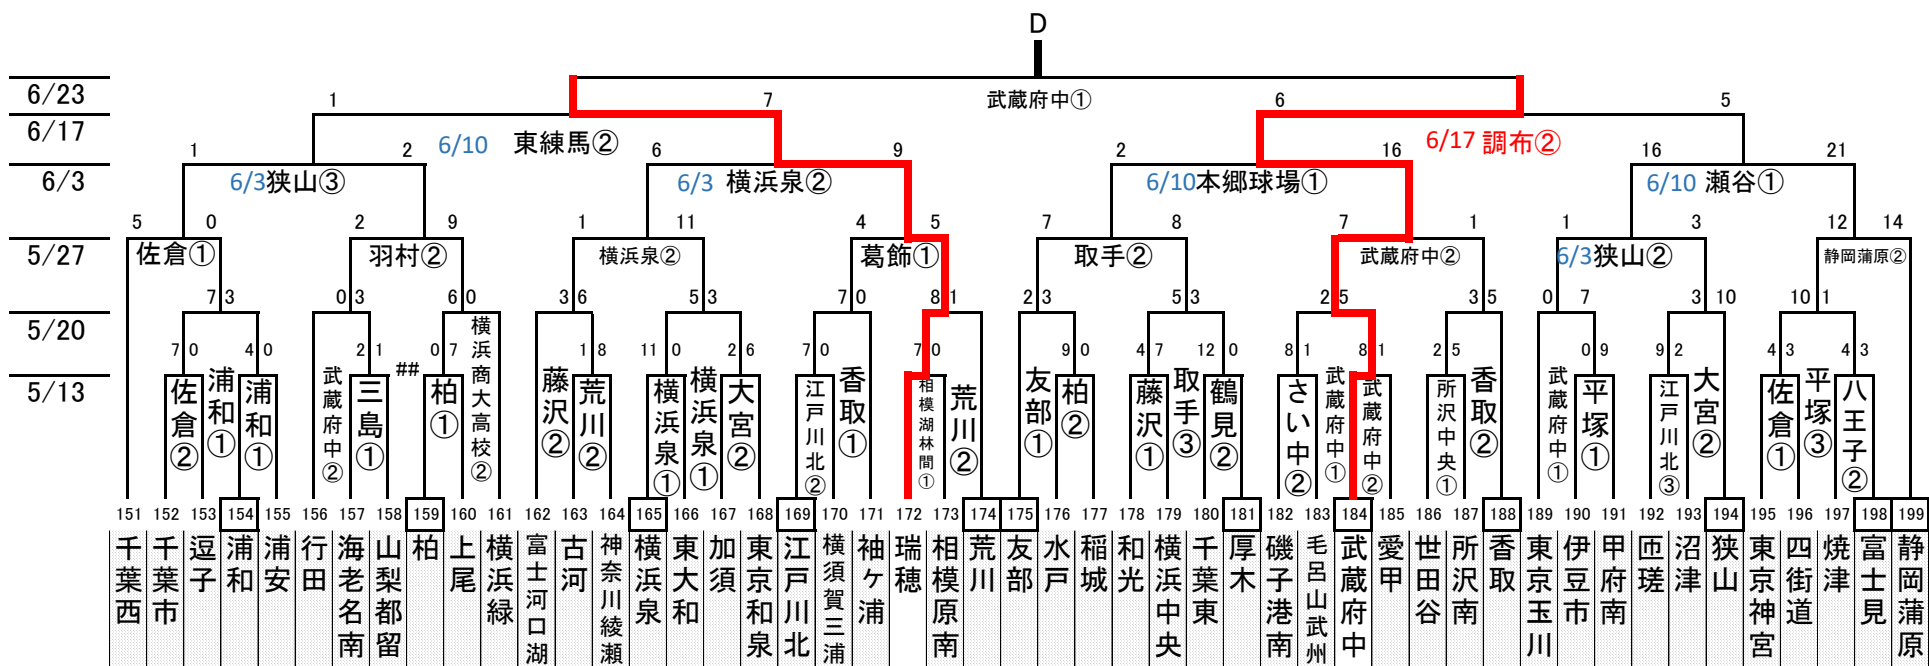 D
6/23
1
7
武蔵府中①
6
5
6/17
1
2
6/10 東練馬②
6
9
2
16
6/17 調布②
16
21
6/3
6/3狭山③
6/3 横浜泉②
6/10本郷球場①
6/10 瀬谷①
5 0 2 9 1 11 4 5 7 8 7 1 1 3 12 14
5/27
佐倉① 羽村② 横浜泉② 葛飾① 取手② 武蔵府中② 6/3狭山② 静岡蒲原②
7 3 0 3 6 0 3 6 5 3 7 0 8 1 2 3 5 3 2 5 3 5 0 7 3 10 10 1
5/20
7 0 4 0 2 1 0 7 1 8 11 0 2 6 7 0 7 0 9 0 4 7 12 0 8 1 8 1 2 5 0 9 9 2 4 3 4 3
5/13
佐倉②
浦和①
浦和①
武蔵府中②
三島①
##
柏①
横浜商大高校②
藤沢②
荒川②
横浜泉①
横浜泉①
大宮②
江戸川北②
香取①
相模湖林間①
荒川②
友部①
柏②
藤沢①
取手③
鶴見②
さい中②
武蔵府中①
武蔵府中②
所沢中央①
香取②
武蔵府中①
平塚①
江戸川北③
大宮②
佐倉①
平塚③
八王子②
151 152 153 154 155 156 157 158 159 160 161 162 163 164 165 166 167 168 169 170 171 172 173 174 175 176 177 178 179 180 181 182 183 184 185 186 187 188 189 190 191 192 193 194 195 196 197 198 199
千葉西
千葉市
逗子
浦和
浦安
行田
海老名南
山梨都留
柏
上尾
横浜緑
富士河口湖
古河
神奈川綾瀬
横浜泉
東大和
加須
東京和泉
江戸川北
横須賀三浦
袖ヶ浦
瑞穂
相模原南
荒川
友部
水戸
稲城
和光
横浜中央
千葉東
厚木
磯子港南
毛呂山武州
武蔵府中
愛甲
世田谷
所沢南
香取
東京玉川
伊豆市
甲府南
匝瑳
沼津
狭山
東京神宮
四街道
焼津
富士見
静岡蒲原